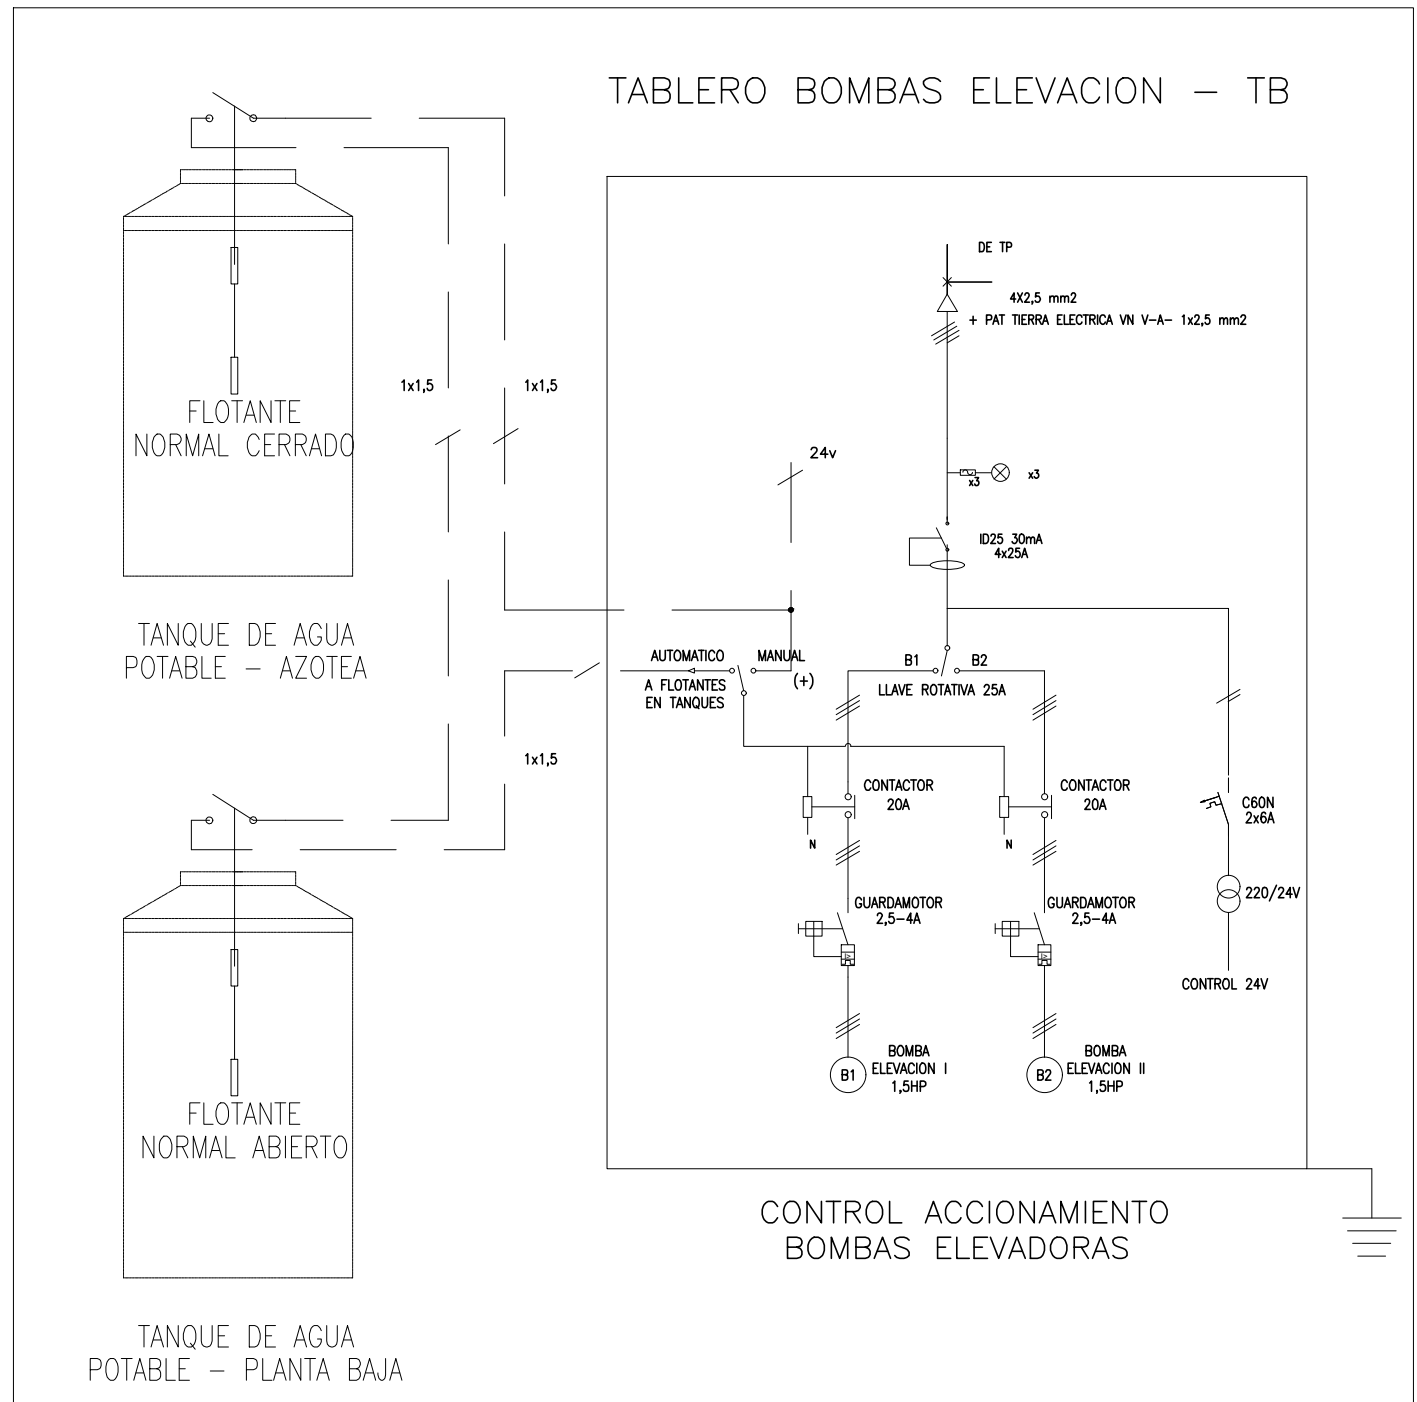 TABLERO BOMBAS ELEVACION - TB
DE TP
4X2,5 mm2
+ PAT TIERRA ELECTRICA VN V-A- 1x2,5 mm2
1x1,5
1x1,5
FLOTANTE
NORMAL CERRADO
24v
x3
x3
ID25 30mA
4x25A
TANQUE DE AGUA
POTABLE - AZOTEA
AUTOMATICO
MANUAL
(+)
A FLOTANTES
EN TANQUES
B1
B2
LLAVE ROTATIVA 25A
1x1,5
CONTACTOR
20A
N
CONTACTOR
20A
N
C60N
2x6A
GUARDAMOTOR
2,5-4A
GUARDAMOTOR
2,5-4A
220/24V
CONTROL 24V
B1
BOMBA
ELEVACION I
1,5HP
B2
BOMBA
ELEVACION II
1,5HP
FLOTANTE
NORMAL ABIERTO
CONTROL ACCIONAMIENTO
BOMBAS ELEVADORAS
TANQUE DE AGUA
POTABLE - PLANTA BAJA